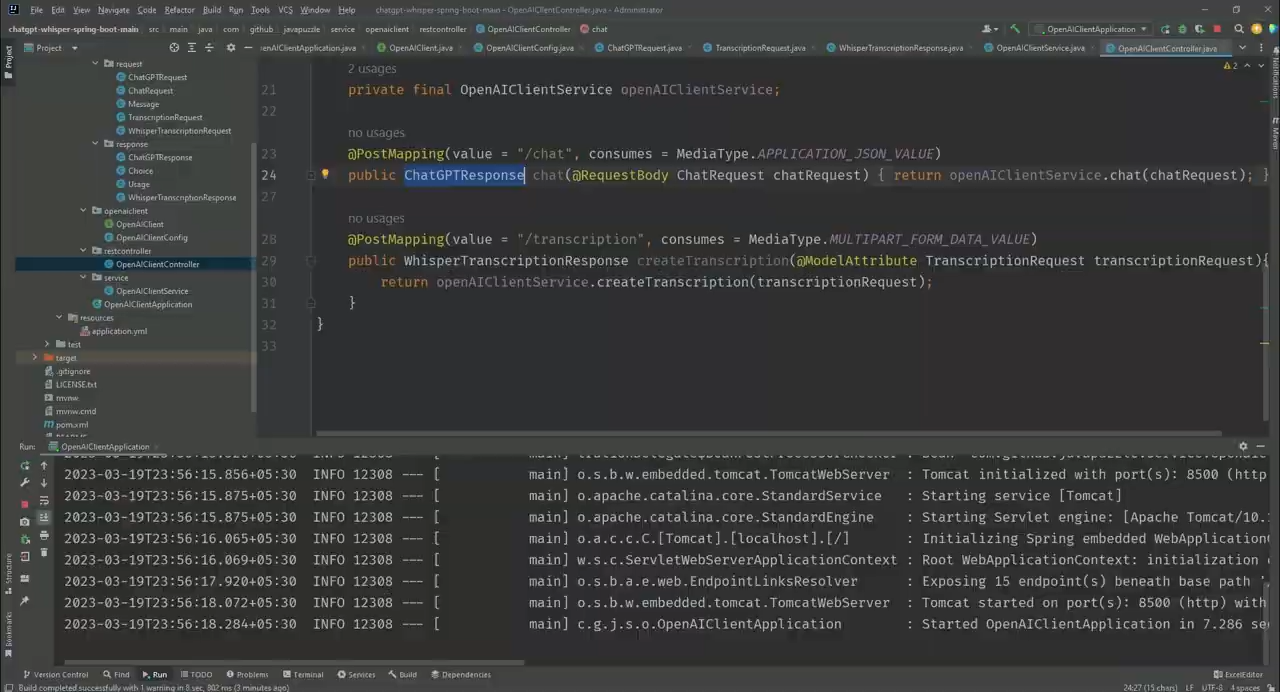 File Edit View Navigate Code Refactor Build Run Tools VCS Window Help chatgpt-whisper-spring-boot-main - OpenAIClientController.java - Administrator
chatgpt-whisper-spring-boot-main src main java com github javapuzzle service openaiclient restcontroller OpenAIClientController chat OpenAIClientApplication
Project enAIClientApplication.java OpenAIClient.java OpenAIClientConfig.java ChatGPTRequest.java TranscriptionRequest.java WhisperTranscriptionResponse.java OpenAIClientService.java OpenAIClientController.java
request
ChatGPTRequest
ChatRequest
Message
TranscriptionRequest
WhisperTranscriptionRequest
response
ChatGPTResponse
Choice
Usage
WhisperTranscriptionResponse
openaiclient
OpenAIClient
OpenAIClientConfig
restcontroller
OpenAIClientController
service
OpenAIClientService
OpenAIClientApplication
resources
application.yml
test
target
.gitignore
LICENSE.txt
mvnw
mvnw.cmd
pom.xml
2 usages
21 private final OpenAIClientService openAIClientService;
22
no usages
23 @PostMapping(value = "/chat", consumes = MediaType.APPLICATION_JSON_VALUE)
24 public ChatGPTResponse chat(@RequestBody ChatRequest chatRequest) { return openAIClientService.chat(chatRequest); }
27
no usages
28 @PostMapping(value = "/transcription", consumes = MediaType.MULTIPART_FORM_DATA_VALUE)
29 public WhisperTranscriptionResponse createTranscription(@ModelAttribute TranscriptionRequest transcriptionRequest){
30 return openAIClientService.createTranscription(transcriptionRequest);
31 }
32 }
33
2
Project
Notifications
Maven
Structure
Bookmarks
Run: OpenAIClientApplication
2023-03-19T23:56:15.856+05:30 INFO 12308 --- [ main] o.s.b.w.embedded.tomcat.TomcatWebServer : Tomcat initialized with port(s): 8500 (http
2023-03-19T23:56:15.875+05:30 INFO 12308 --- [ main] o.apache.catalina.core.StandardService : Starting service [Tomcat]
2023-03-19T23:56:15.875+05:30 INFO 12308 --- [ main] o.apache.catalina.core.StandardEngine : Starting Servlet engine: [Apache Tomcat/10.
2023-03-19T23:56:16.065+05:30 INFO 12308 --- [ main] o.a.c.c.C.[Tomcat].[localhost].[/] : Initializing Spring embedded WebApplication
2023-03-19T23:56:16.069+05:30 INFO 12308 --- [ main] w.s.c.ServletWebServerApplicationContext : Root WebApplicationContext: initialization
2023-03-19T23:56:17.920+05:30 INFO 12308 --- [ main] o.s.b.a.e.web.EndpointLinksResolver : Exposing 15 endpoint(s) beneath base path '
2023-03-19T23:56:18.072+05:30 INFO 12308 --- [ main] o.s.b.w.embedded.tomcat.TomcatWebServer : Tomcat started on port(s): 8500 (http) with
2023-03-19T23:56:18.284+05:30 INFO 12308 --- [ main] c.g.j.s.o.OpenAIClientApplication : Started OpenAIClientApplication in 7.286 se
Version Control Find Run TODO Problems Terminal Services Build Dependencies ExcelEditor
Build completed successfully with 1 warning in 8 sec, 802 ms (3 minutes ago) 24:27 (15 chars) LF UTF-8 4 spaces